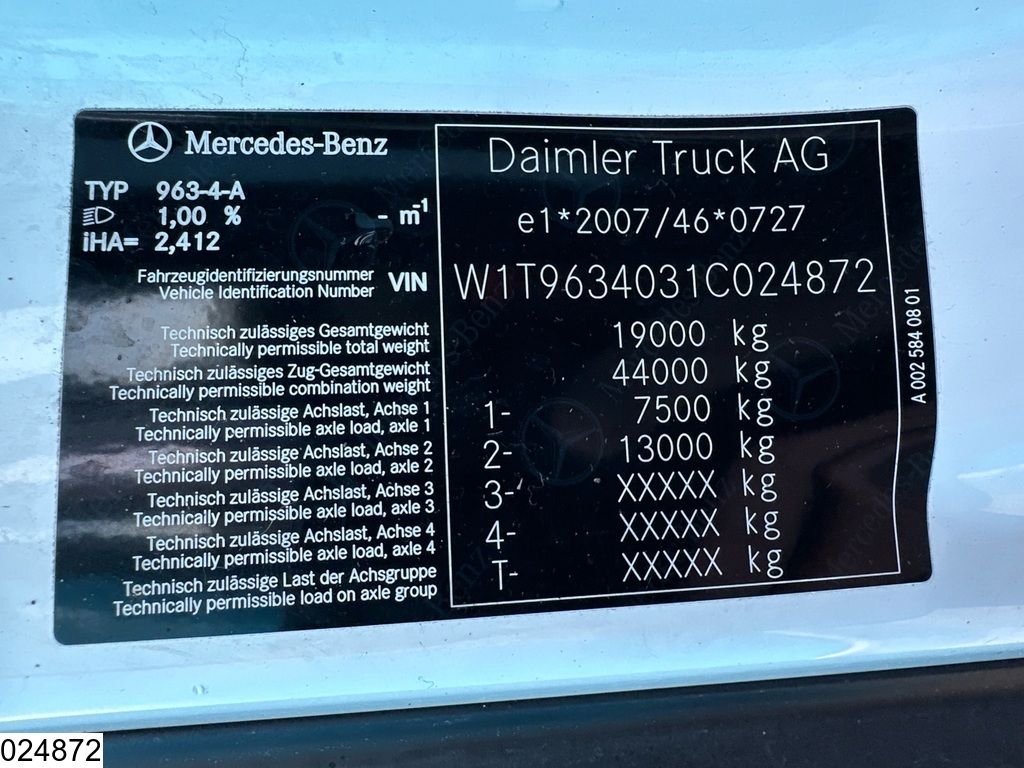 Mercedes-Benz
TYP 963-4-A
1,00 % - m-1
iHA= 2,412
Daimler Truck AG
e1*2007/46*0727
Fahrzeugidentifizierungsnummer
Vehicle Identification Number VIN W1T9634031C024872
Technisch zulässiges Gesamtgewicht
Technically permissible total weight 19000 kg
Technisch zulässiges Zug-Gesamtgewicht
Technically permissible combination weight 44000 kg
Technisch zulässige Achslast, Achse 1
Technically permissible axle load, axle 1 1- 7500 kg
Technisch zulässige Achslast, Achse 2
Technically permissible axle load, axle 2 2- 13000 kg
Technisch zulässige Achslast, Achse 3
Technically permissible axle load, axle 3 3- XXXXX kg
Technisch zulässige Achslast, Achse 4
Technically permissible axle load, axle 4 4- XXXXX kg
Technisch zulässige Last der Achsgruppe
Technically permissible load on axle group T- XXXXX kg
A 002 584 08 01
024872